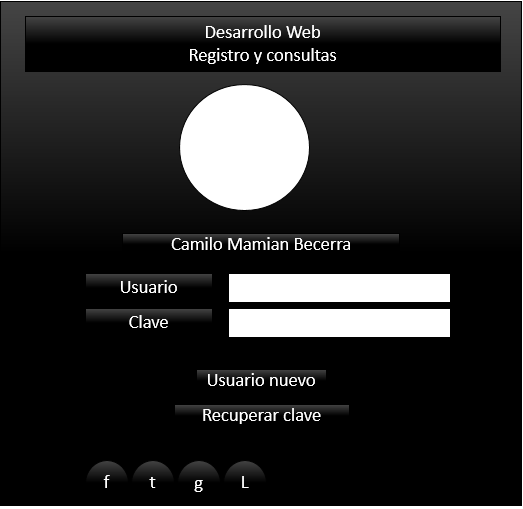 Desarrollo Web
Registro y consultas
Camilo Mamian Becerra
Usuario
Clave
Usuario nuevo
Recuperar clave
f t g L